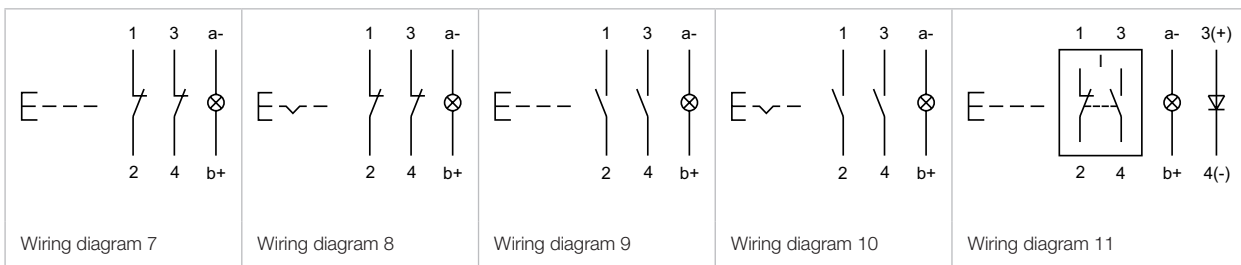 1 3 a-
2 4 b+
Wiring diagram 7
1 3 a-
2 4 b+
Wiring diagram 8
1 3 a-
2 4 b+
Wiring diagram 9
1 3 a-
2 4 b+
Wiring diagram 10
1 3 a- 3(+)
2 4 b+ 4(-)
Wiring diagram 11